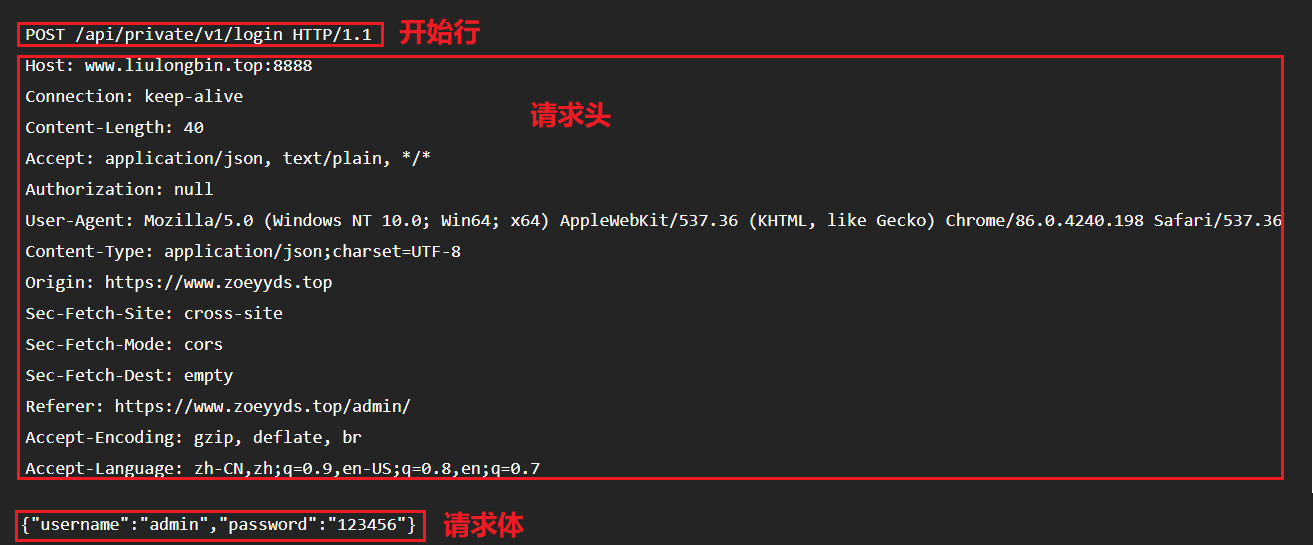 POST /api/private/v1/login HTTP/1.1 开始行
Host: www.liulongbin.top:8888
Connection: keep-alive
请求头
Content-Length: 40
Accept: application/json, text/plain, */*
Authorization: null
User-Agent: Mozilla/5.0 (Windows NT 10.0; Win64; x64) AppleWebKit/537.36 (KHTML, like Gecko) Chrome/86.0.4240.198 Safari/537.36
Content-Type: application/json;charset=UTF-8
Origin: https://www.zoeyyds.top
Sec-Fetch-Site: cross-site
Sec-Fetch-Mode: cors
Sec-Fetch-Dest: empty
Referer: https://www.zoeyyds.top/admin/
Accept-Encoding: gzip, deflate, br
Accept-Language: zh-CN,zh;q=0.9,en-US;q=0.8,en;q=0.7
{"username":"admin","password":"123456"} 请求体